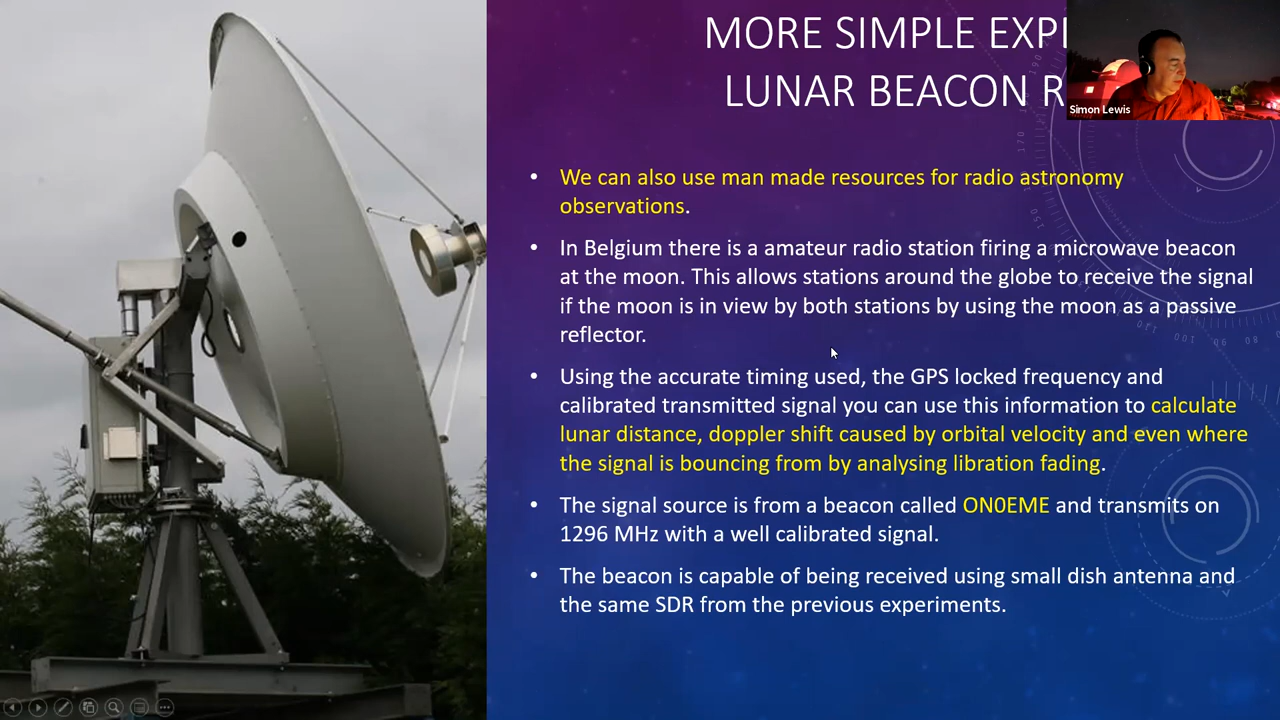 MORE SIMPLE EXP
LUNAR BEACON R
Simon Lewis
We can also use man made resources for radio astronomy
observations.
In Belgium there is a amateur radio station firing a microwave beacon
at the moon. This allows stations around the globe to receive the signal
if the moon is in view by both stations by using the moon as a passive
reflector.
Using the accurate timing used, the GPS locked frequency and
calibrated transmitted signal you can use this information to calculate
lunar distance, doppler shift caused by orbital velocity and even where
the signal is bouncing from by analysing libration fading.
The signal source is from a beacon called ON0EME and transmits on
1296 MHz with a well calibrated signal.
The beacon is capable of being received using small dish antenna and
the same SDR from the previous experiments.